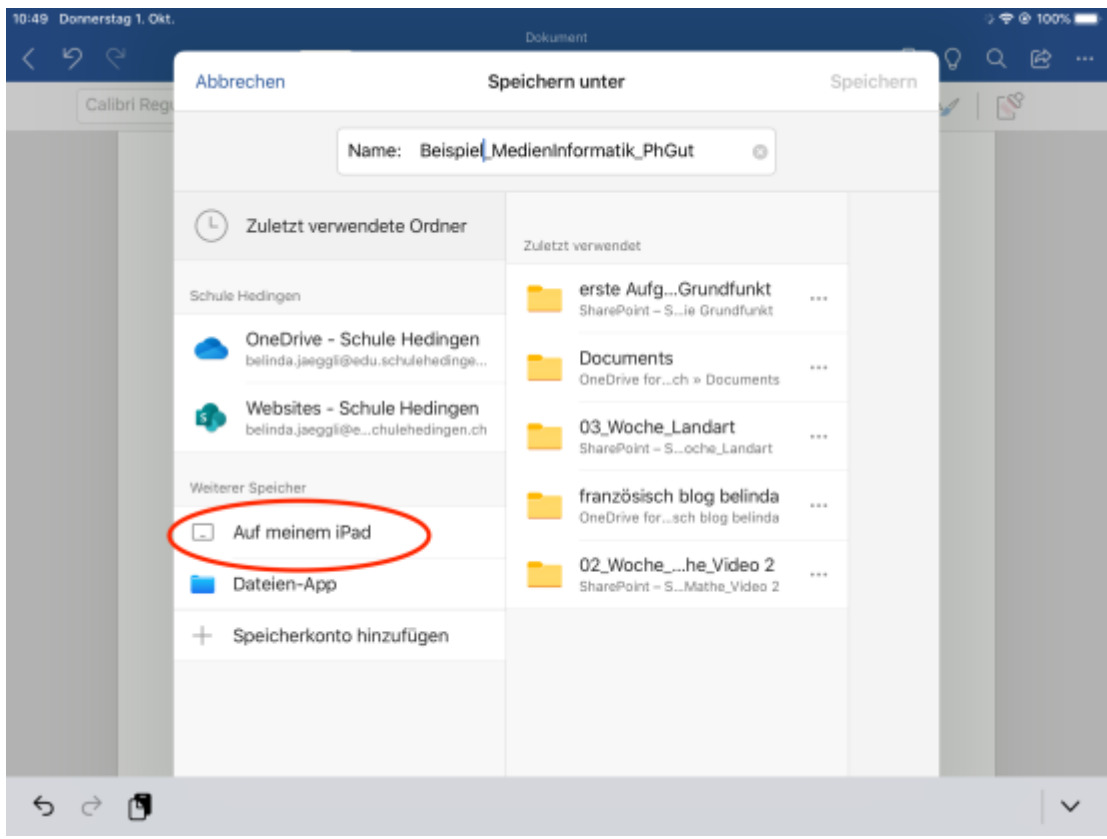 10:49 Donnerstag 1. Okt.
100%
Dokument
Calibri Regu
Abbrechen
Speichern unter
Speichern
Name: Beispiel_MedienInformatik_PhGut
Zuletzt verwendete Ordner
Schule Hedingen
OneDrive - Schule Hedingen
belinda.jaeggli@edu.schulehedinge...
Websites - Schule Hedingen
belinda.jaeggli@e...chulehedingen.ch
Weiterer Speicher
Auf meinem iPad
Dateien-App
Speicherkonto hinzufügen
Zuletzt verwendet
erste Aufg...Grundfunkt
SharePoint – S...ie Grundfunkt
Documents
OneDrive for...ch » Documents
03_Woche_Landart
SharePoint – S...oche_Landart
französisch blog belinda
OneDrive for...sch blog belinda
02_Woche_...he_Video 2
SharePoint – S...Mathe_Video 2